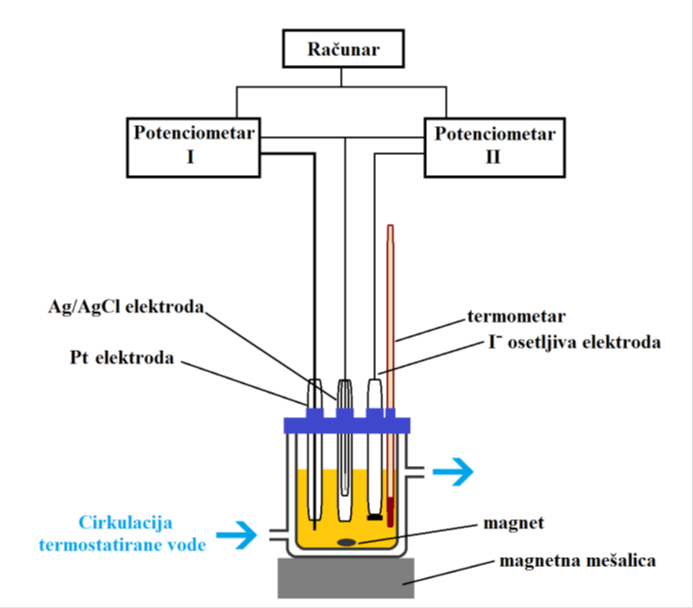 Računar
Potenciometar
I
Potenciometar
II
Ag/AgCl elektroda
termometar
I⁻ osetljiva elektroda
Pt elektroda
Cirkulacija
termostatirane vode
magnet
magnetna mešalica